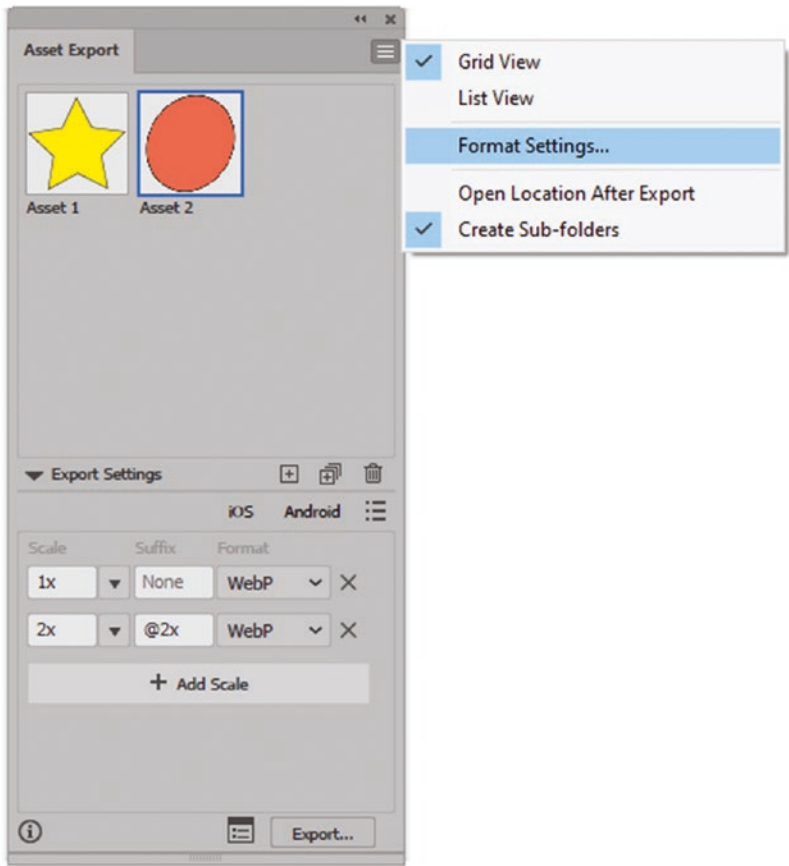 Asset Export
Grid View
List View
Format Settings...
Open Location After Export
Create Sub-folders
Asset 1 Asset 2
Export Settings
iOS Android
Scale Suffix Format
1x None WebP
2x @2x WebP
+ Add Scale
Export...